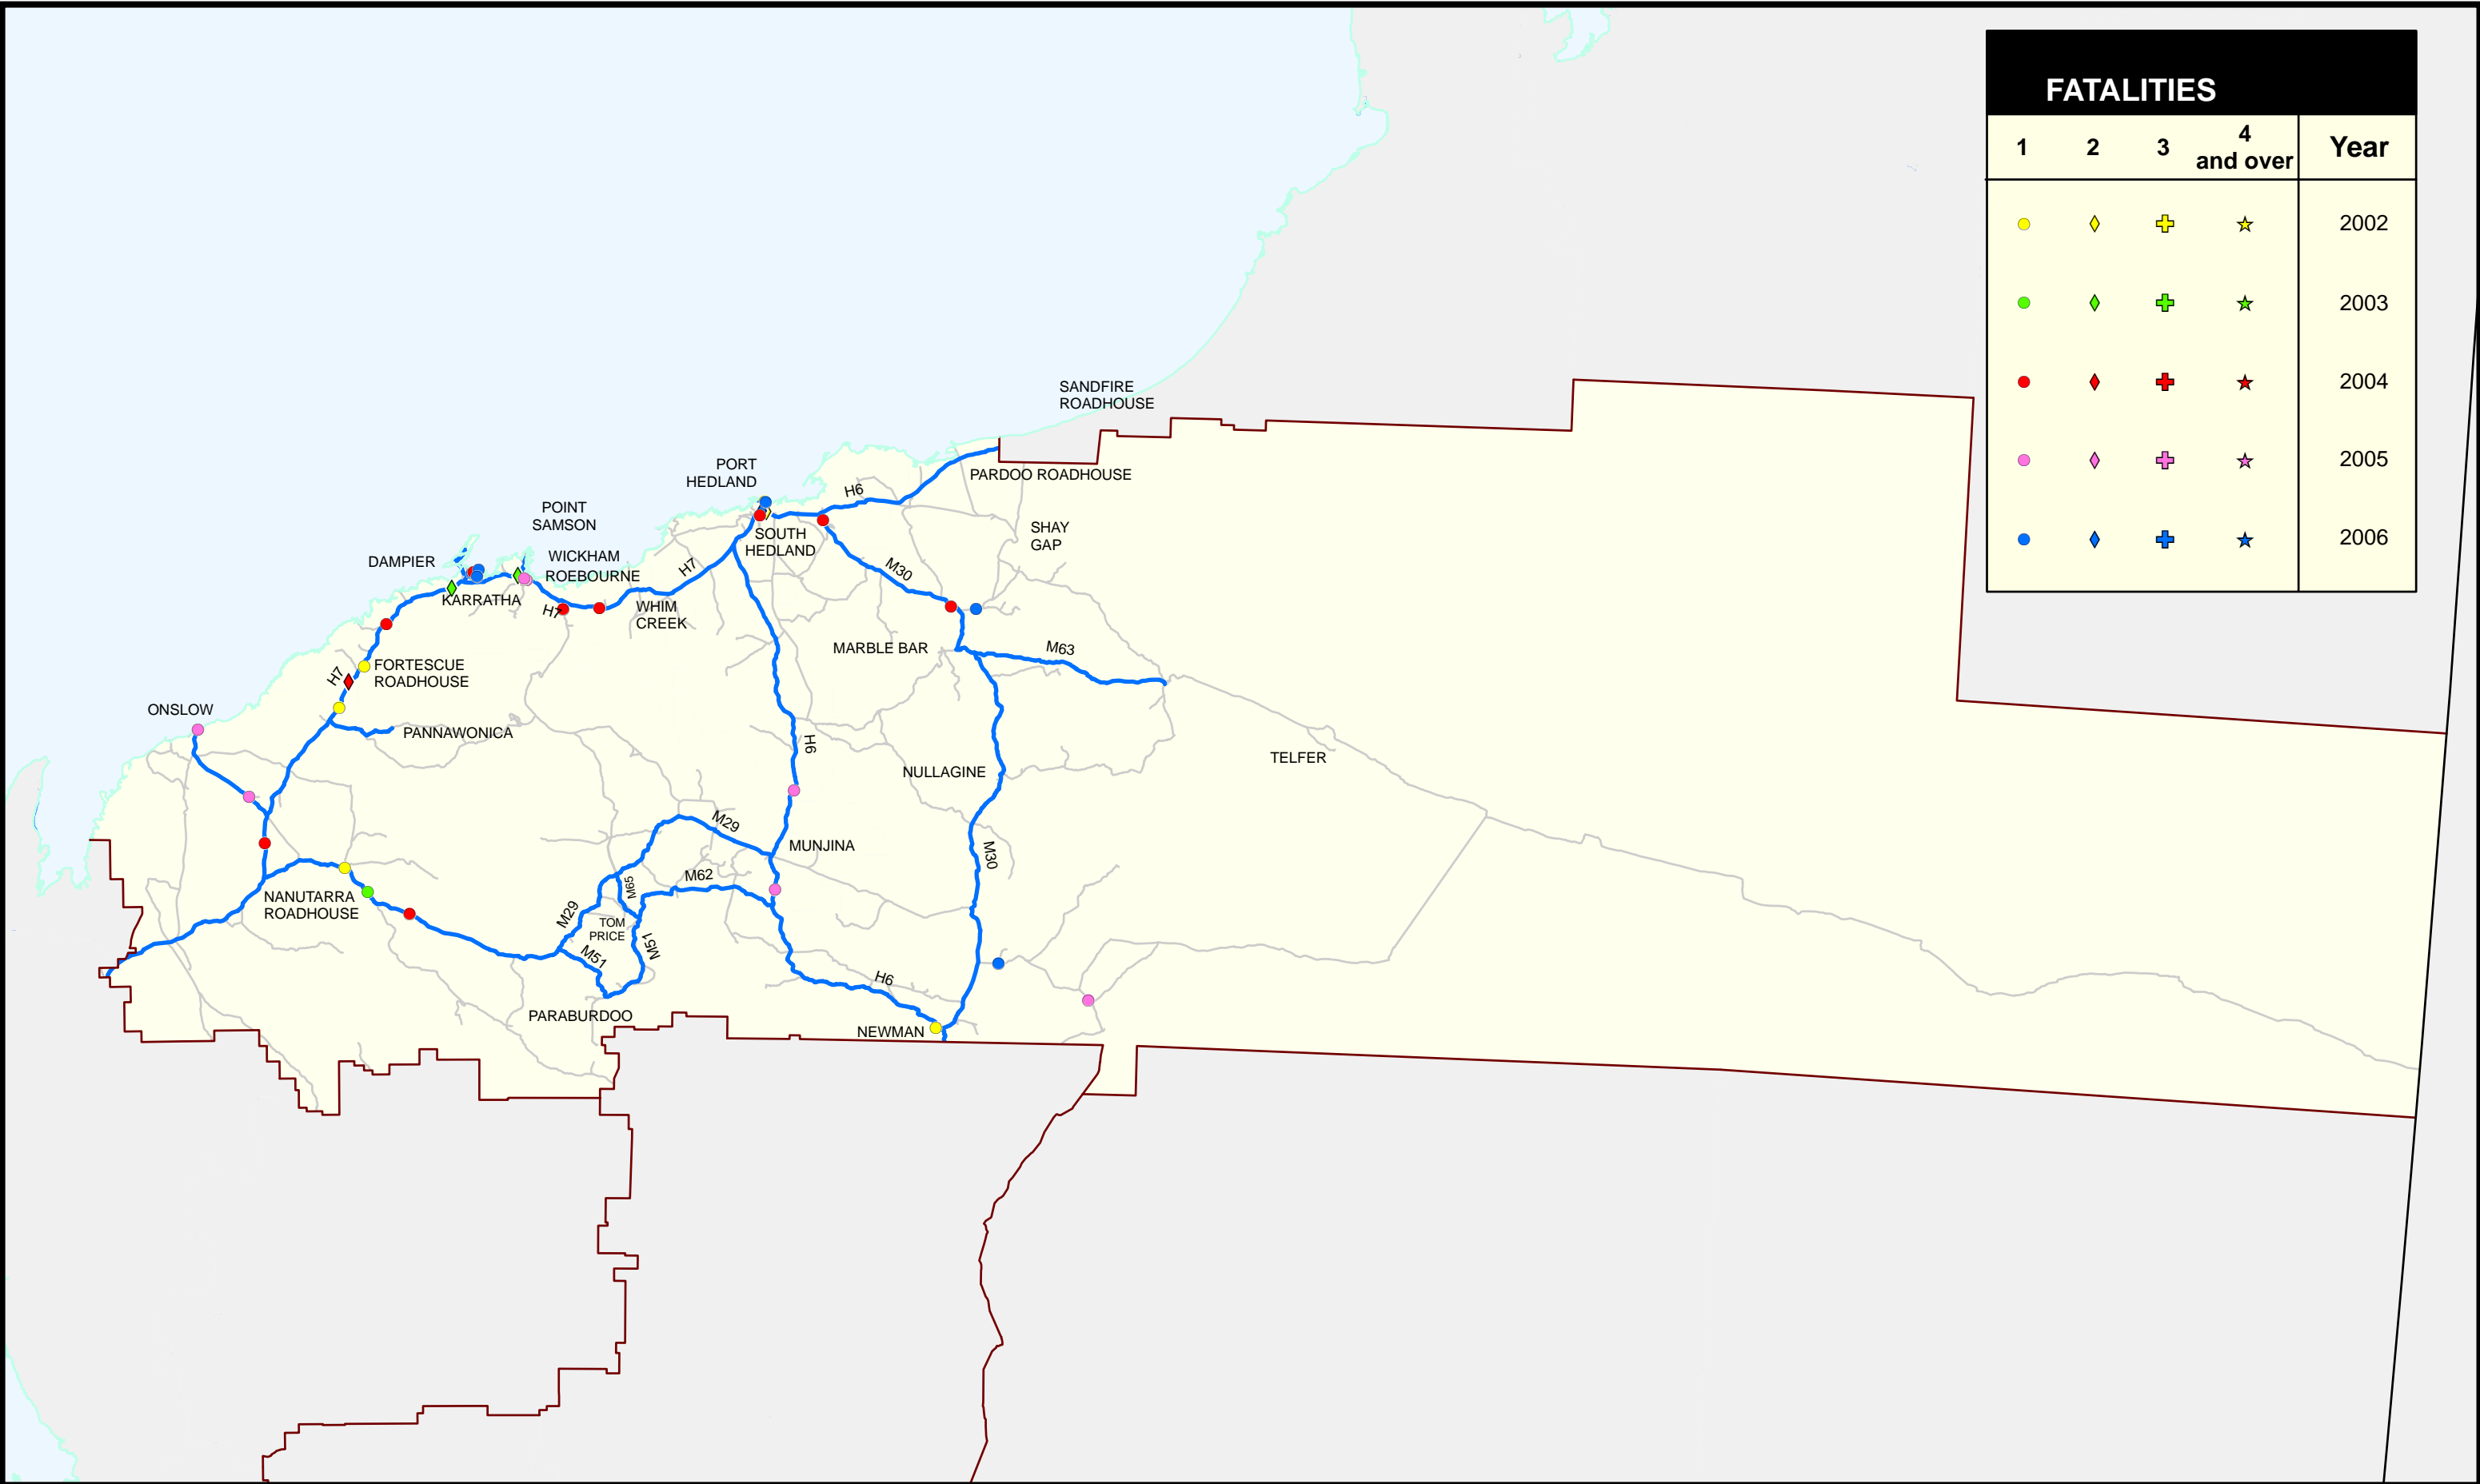 FATALITIES
1 2 3 4 and over Year
2002
2003
2004
2005
2006
SANDFIRE
ROADHOUSE
PORT
HEDLAND
PARDOO ROADHOUSE
H6
POINT
SAMSON
SOUTH
HEDLAND
SHAY
GAP
DAMPIER
WICKHAM
ROEBOURNE
H7
M30
KARRATHA
H7
WHIM
CREEK
MARBLE BAR
M63
H7
FORTESCUE
ROADHOUSE
ONSLOW
PANNAWONICA
H6
TELFER
NULLAGINE
M29
MUNJINA
M30
M62
M65
NANUTARRA
ROADHOUSE
M29
TOM
PRICE
M51
M51
H6
PARABURDOO
NEWMAN